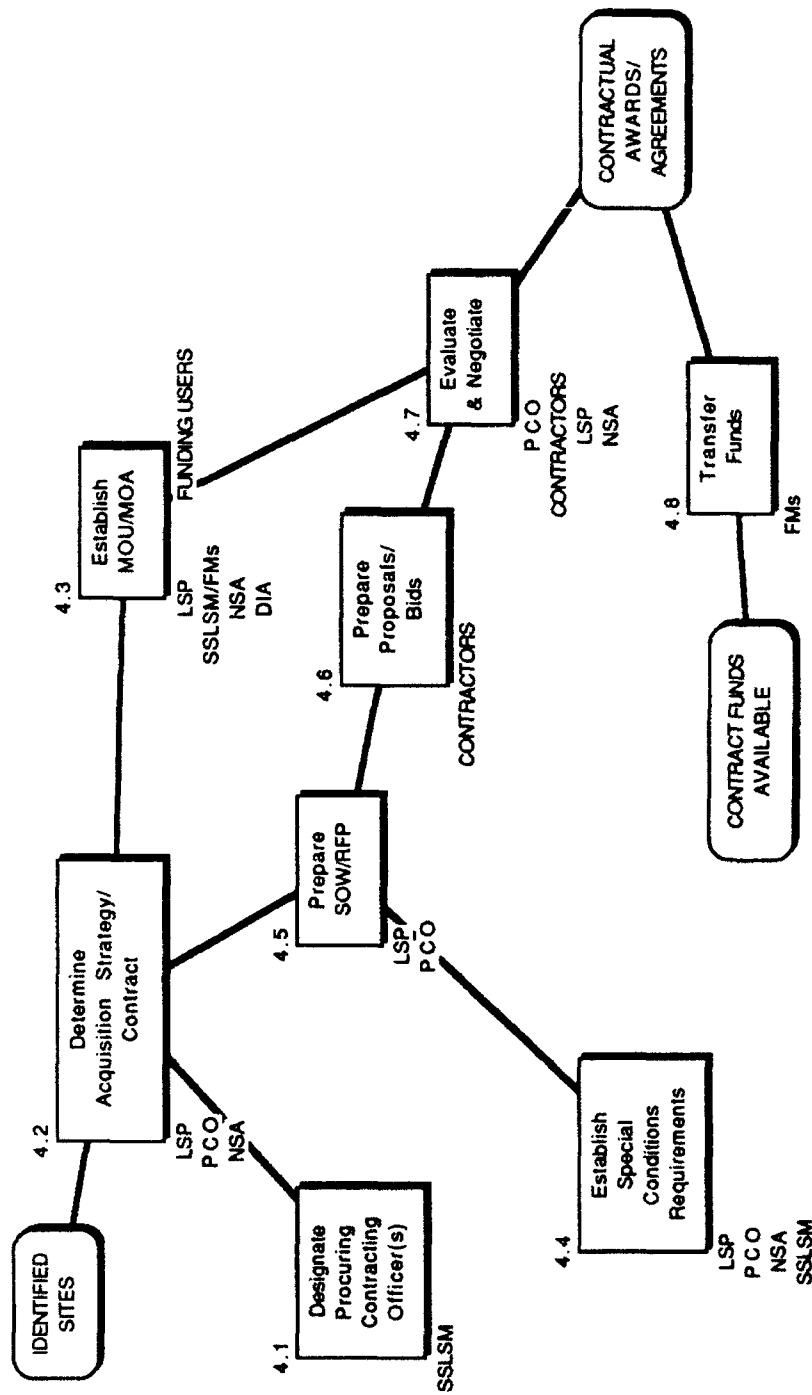 IDENTIFIED
SITES
4.2
Determine
Acquisition Strategy/
Contract
LSP
PCO
NSA
4.1
Designate
Procuring
Contracting
Officer(s)
SSLSM
4.3
Establish
MOU/MOA
LSP
SSLSM/FMs
NSA
DIA
FUNDING USERS
4.5
Prepare
SOW/RFP
LSP
PCO
4.4
Establish
Special
Conditions
Requirements
LSP
PCO
NSA
SSLSM
4.6
Prepare
Proposals/
Bids
CONTRACTORS
4.7
Evaluate
& Negotiate
PCO
CONTRACTORS
LSP
NSA
CONTRACT FUNDS
AVAILABLE
4.8
Transfer
Funds
FMs
CONTRACTUAL
AWARDS/
AGREEMENTS